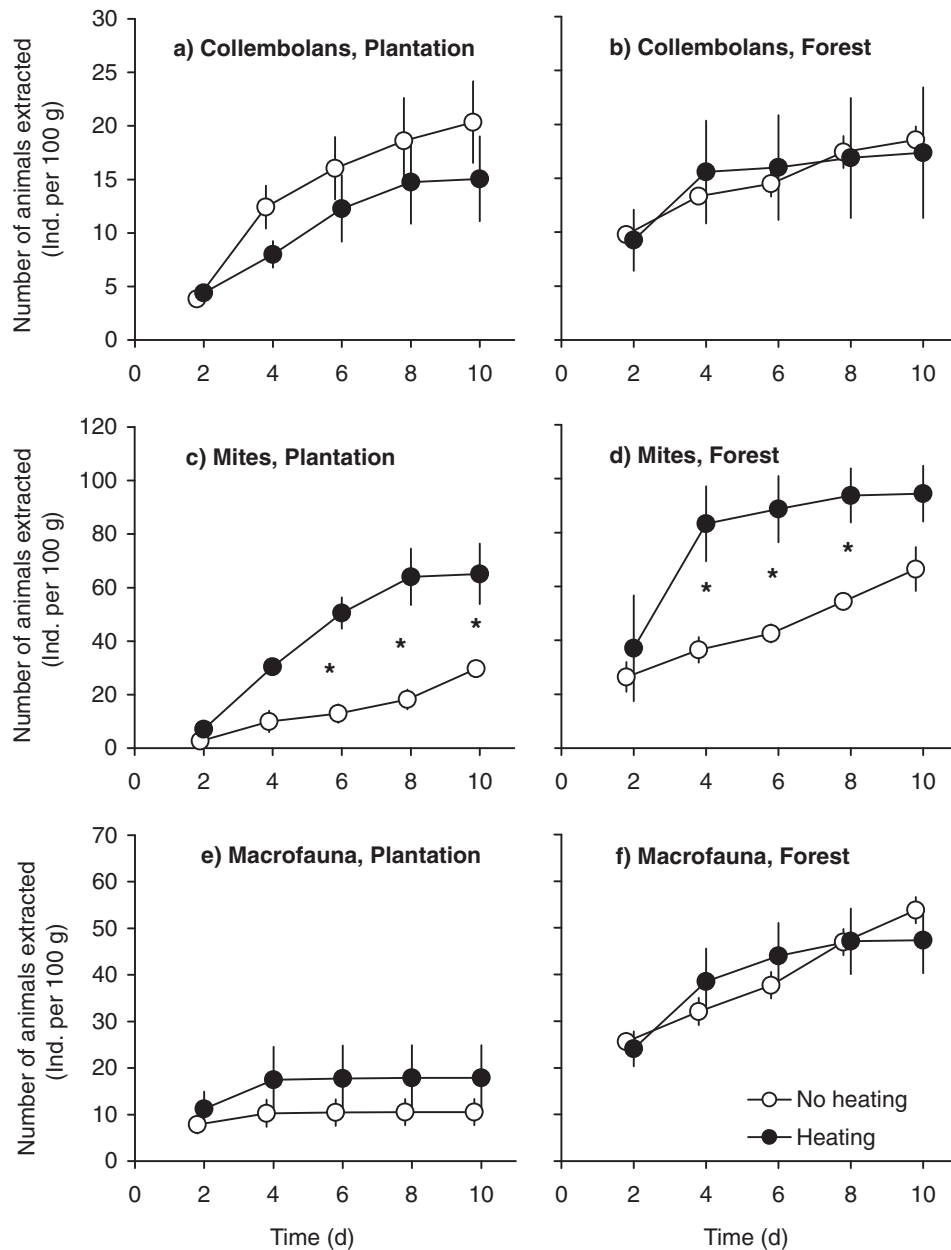 Number of animals extracted
(Ind. per 100 g)
30
25
20
15
10
5
0
a) Collembolans, Plantation
0 2 4 6 8 10
b) Collembolans, Forest
0 2 4 6 8 10
Number of animals extracted
(Ind. per 100 g)
120
100
80
60
40
20
0
c) Mites, Plantation
* * *
0 2 4 6 8 10
d) Mites, Forest
* * *
0 2 4 6 8 10
Number of animals extracted
(Ind. per 100 g)
70
60
50
40
30
20
10
0
e) Macrofauna, Plantation
0 2 4 6 8 10
Time (d)
f) Macrofauna, Forest
No heating
Heating
0 2 4 6 8 10
Time (d)